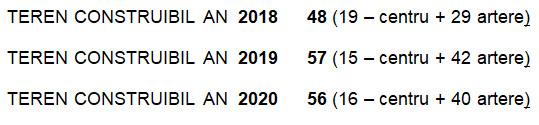 TEREN CONSTRUIBIL AN 2018 48 (19 – centru + 29 artere)
TEREN CONSTRUIBIL AN 2019 57 (15 – centru + 42 artere)
TEREN CONSTRUIBIL AN 2020 56 (16 – centru + 40 artere)